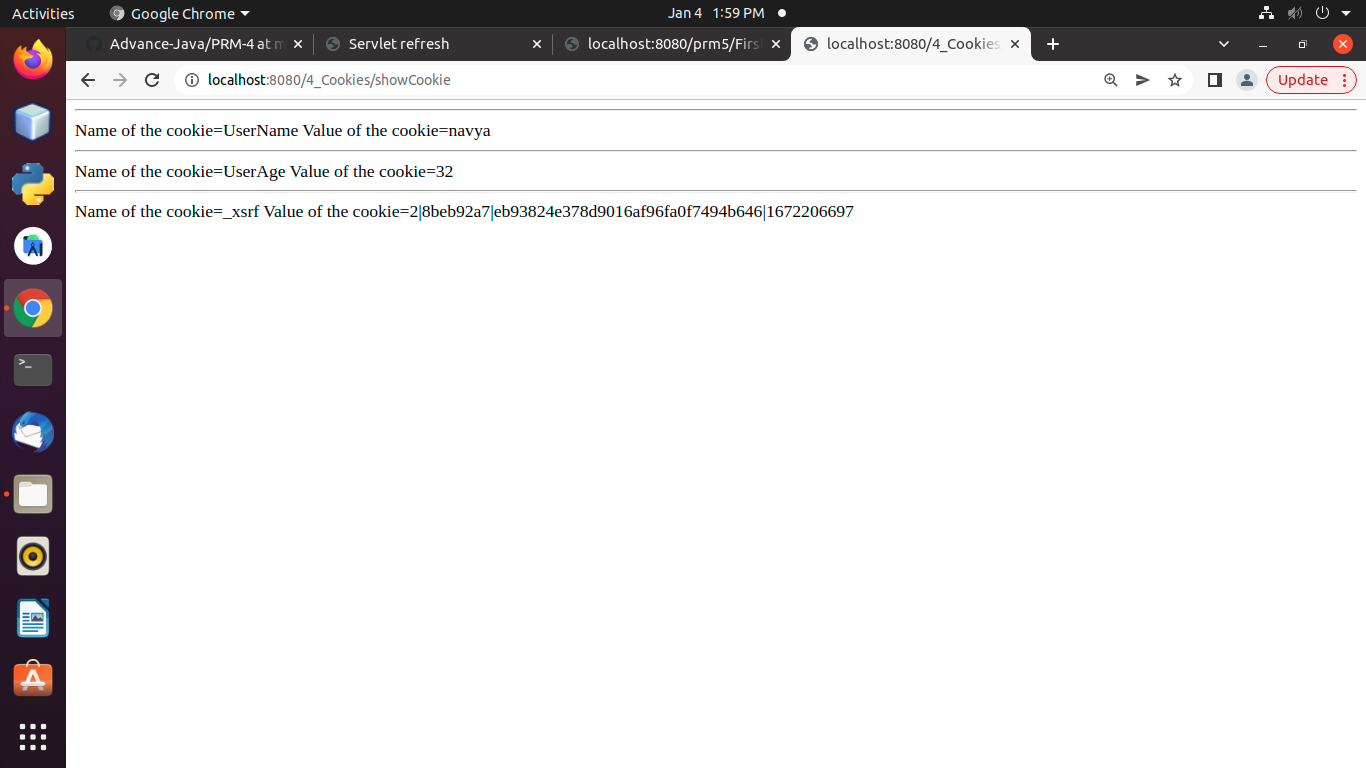 Activities Google Chrome Jan 4 1:59 PM
Advance-Java/PRM-4 at m Servlet refresh localhost:8080/prm5/Firs localhost:8080/4_Cookies
localhost:8080/4_Cookies/showCookie Update
Name of the cookie=UserName Value of the cookie=navya
Name of the cookie=UserAge Value of the cookie=32
Name of the cookie=_xsrf Value of the cookie=2|8beb92a7|eb93824e378d9016af96fa0f7494b646|1672206697